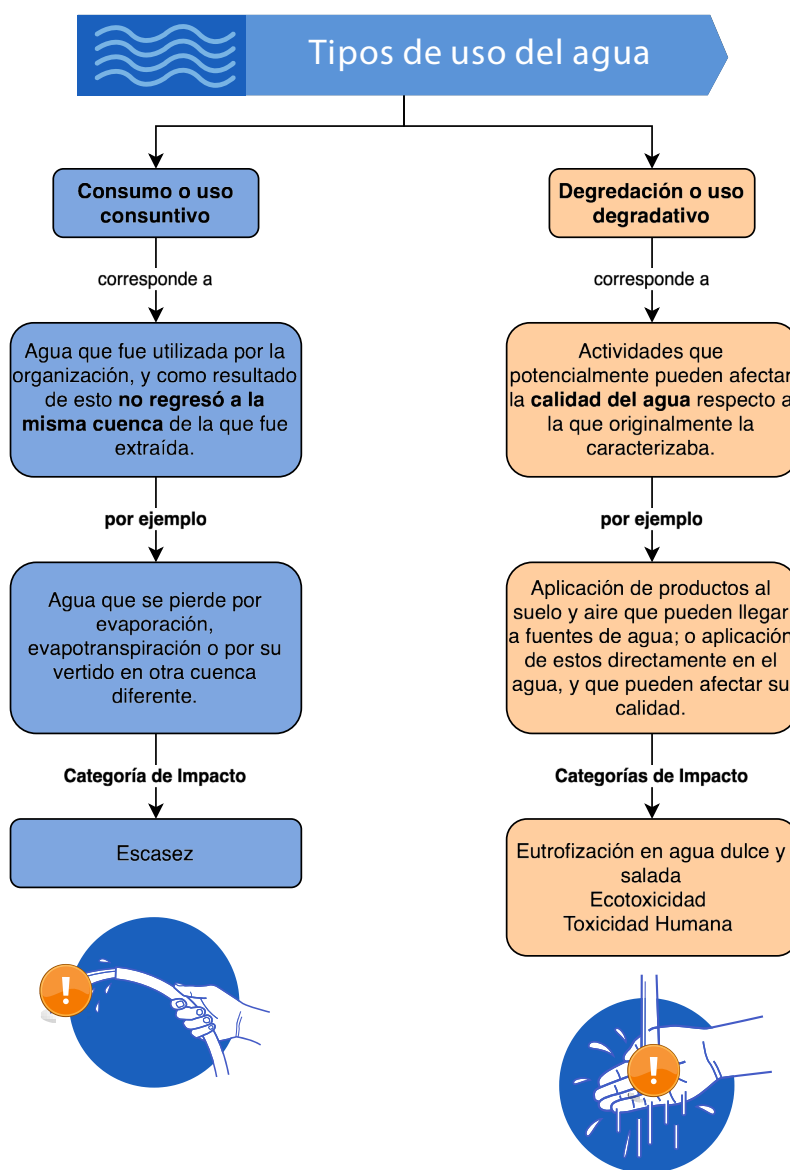 Tipos de uso del agua
Consumo o uso
consuntivo
corresponde a
Agua que fue utilizada por la
organización, y como resultado
de esto no regresó a la
misma cuenca de la que fue
extraída.
por ejemplo
Agua que se pierde por
evaporación,
evapotranspiración o por su
vertido en otra cuenca
diferente.
Categoría de Impacto
Escasez
Degredación o uso
degradativo
corresponde a
Actividades que
potencialmente pueden afectar
la calidad del agua respecto a
la que originalmente la
caracterizaba.
por ejemplo
Aplicación de productos al
suelo y aire que pueden llegar
a fuentes de agua; o aplicación
de estos directamente en el
agua, y que pueden afectar su
calidad.
Categorías de Impacto
Eutrofización en agua dulce y
salada
Ecotoxicidad
Toxicidad Humana